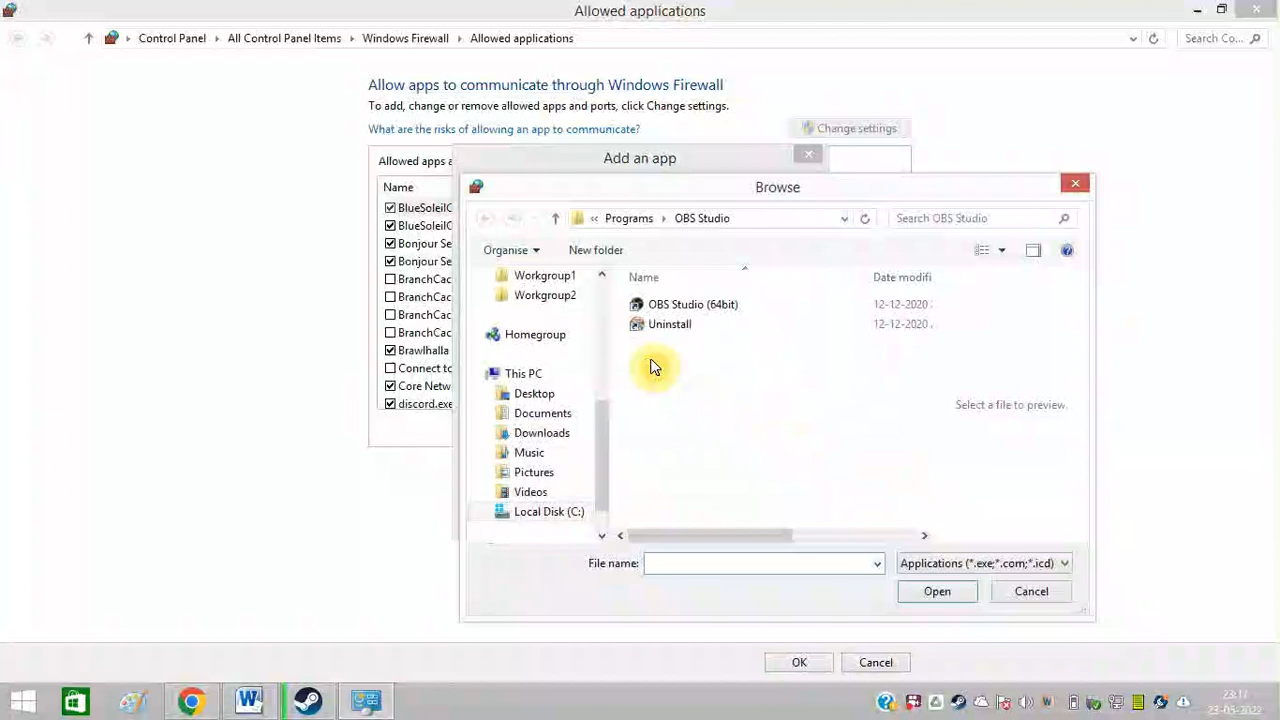 Allowed applications
Control Panel
All Control Panel Items
Windows Firewall
Allowed applications
Search Co...
Allow apps to communicate through Windows Firewall
To add, change or remove allowed apps and ports, click Change settings.
What are the risks of allowing an app to communicate?
Change settings
Allowed apps a
Name
BlueSoleilC
BlueSoleilC
Bonjour Se
Bonjour Se
BranchCac
BranchCac
BranchCac
BranchCac
Brawlhalla
Connect to
Core Netw
discord.exe
Add an app
Browse
Programs
OBS Studio
Search OBS Studio
Organise
New folder
Workgroup1
Workgroup2
Homegroup
This PC
Desktop
Documents
Downloads
Music
Pictures
Videos
Local Disk (C:)
Name
Date modifi
OBS Studio (64bit)
12-12-2020
Uninstall
12-12-2020
Select a file to preview.
File name:
Applications (*.exe;*.com;*.icd)
Open
Cancel
OK
Cancel
23:17
23-05-2022